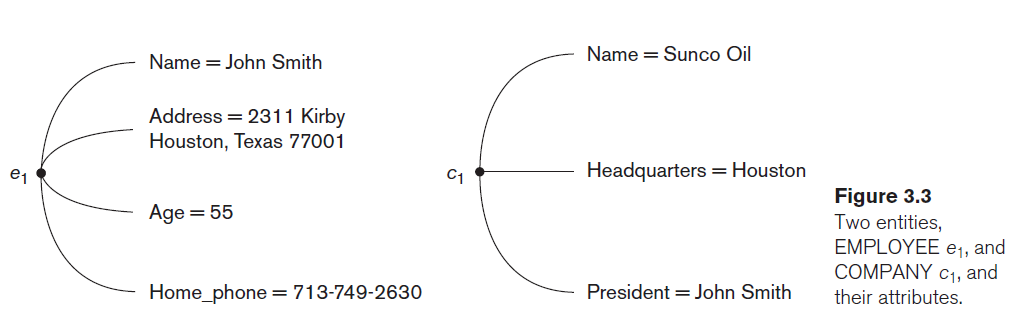 Name = John Smith
Address = 2311 Kirby
Houston, Texas 77001
e₁
Age = 55
Home_phone = 713-749-2630
Name = Sunco Oil
c₁
Headquarters = Houston
President = John Smith
Figure 3.3
Two entities,
EMPLOYEE e₁, and
COMPANY c₁, and
their attributes.